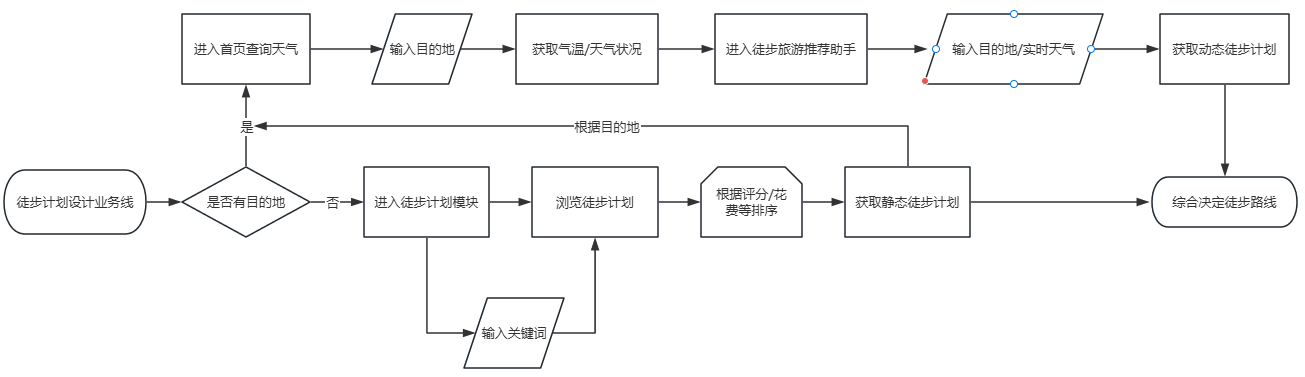 进入首页查询天气
输入目的地
获取气温/天气状况
进入徒步旅游推荐助手
输入目的地/实时天气
获取动态徒步计划
是
根据目的地
徒步计划设计业务线
是否有目的地
否
进入徒步计划模块
浏览徒步计划
根据评分/花
费等排序
获取静态徒步计划
综合决定徒步路线
输入关键词